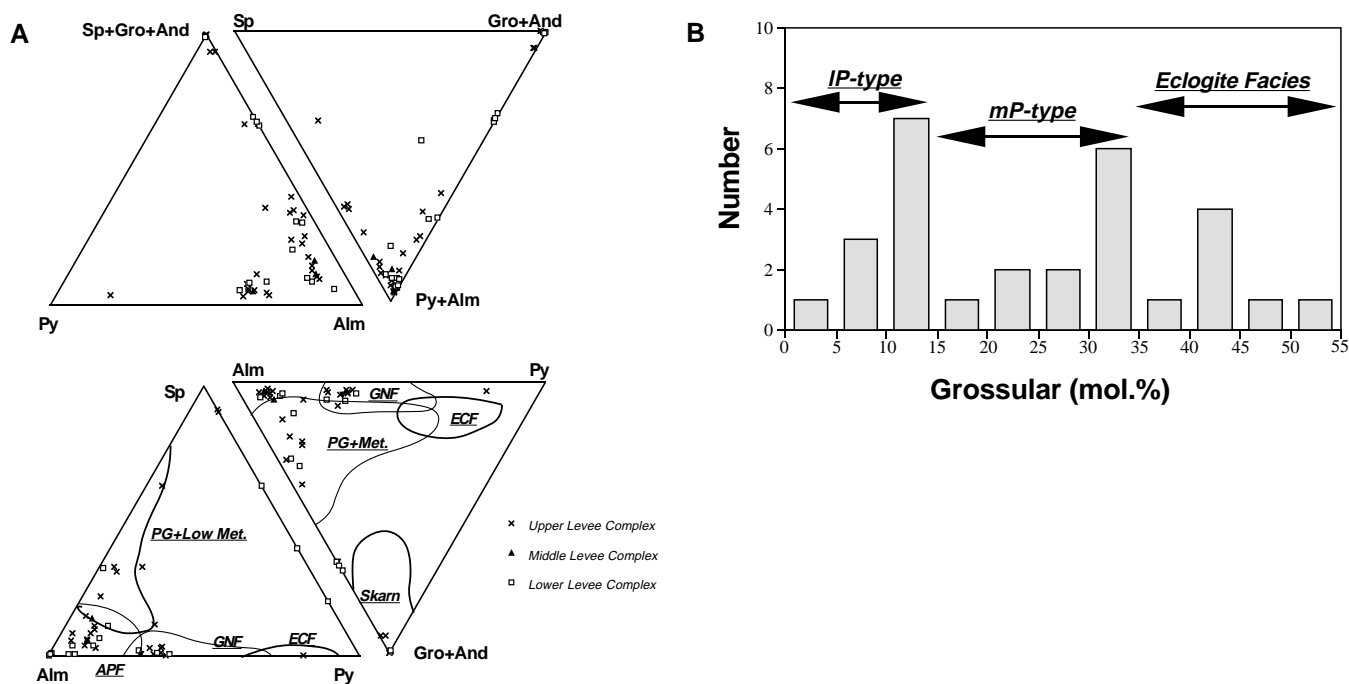 A
Sp+Gro+And
Sp
Gro+And
Py
Alm
Py+Alm
Sp
Alm
Py
GNF
ECF
PG+Met.
PG+Low Met.
Skarn
GNF
ECF
APF
Alm
Py
Gro+And
Upper Levee Complex
Middle Levee Complex
Lower Levee Complex
B
10
8
6
4
2
0
Number
lP-type
mP-type
Eclogite Facies
0 5 10 15 20 25 30 35 40 45 50 55
Grossular (mol.%)